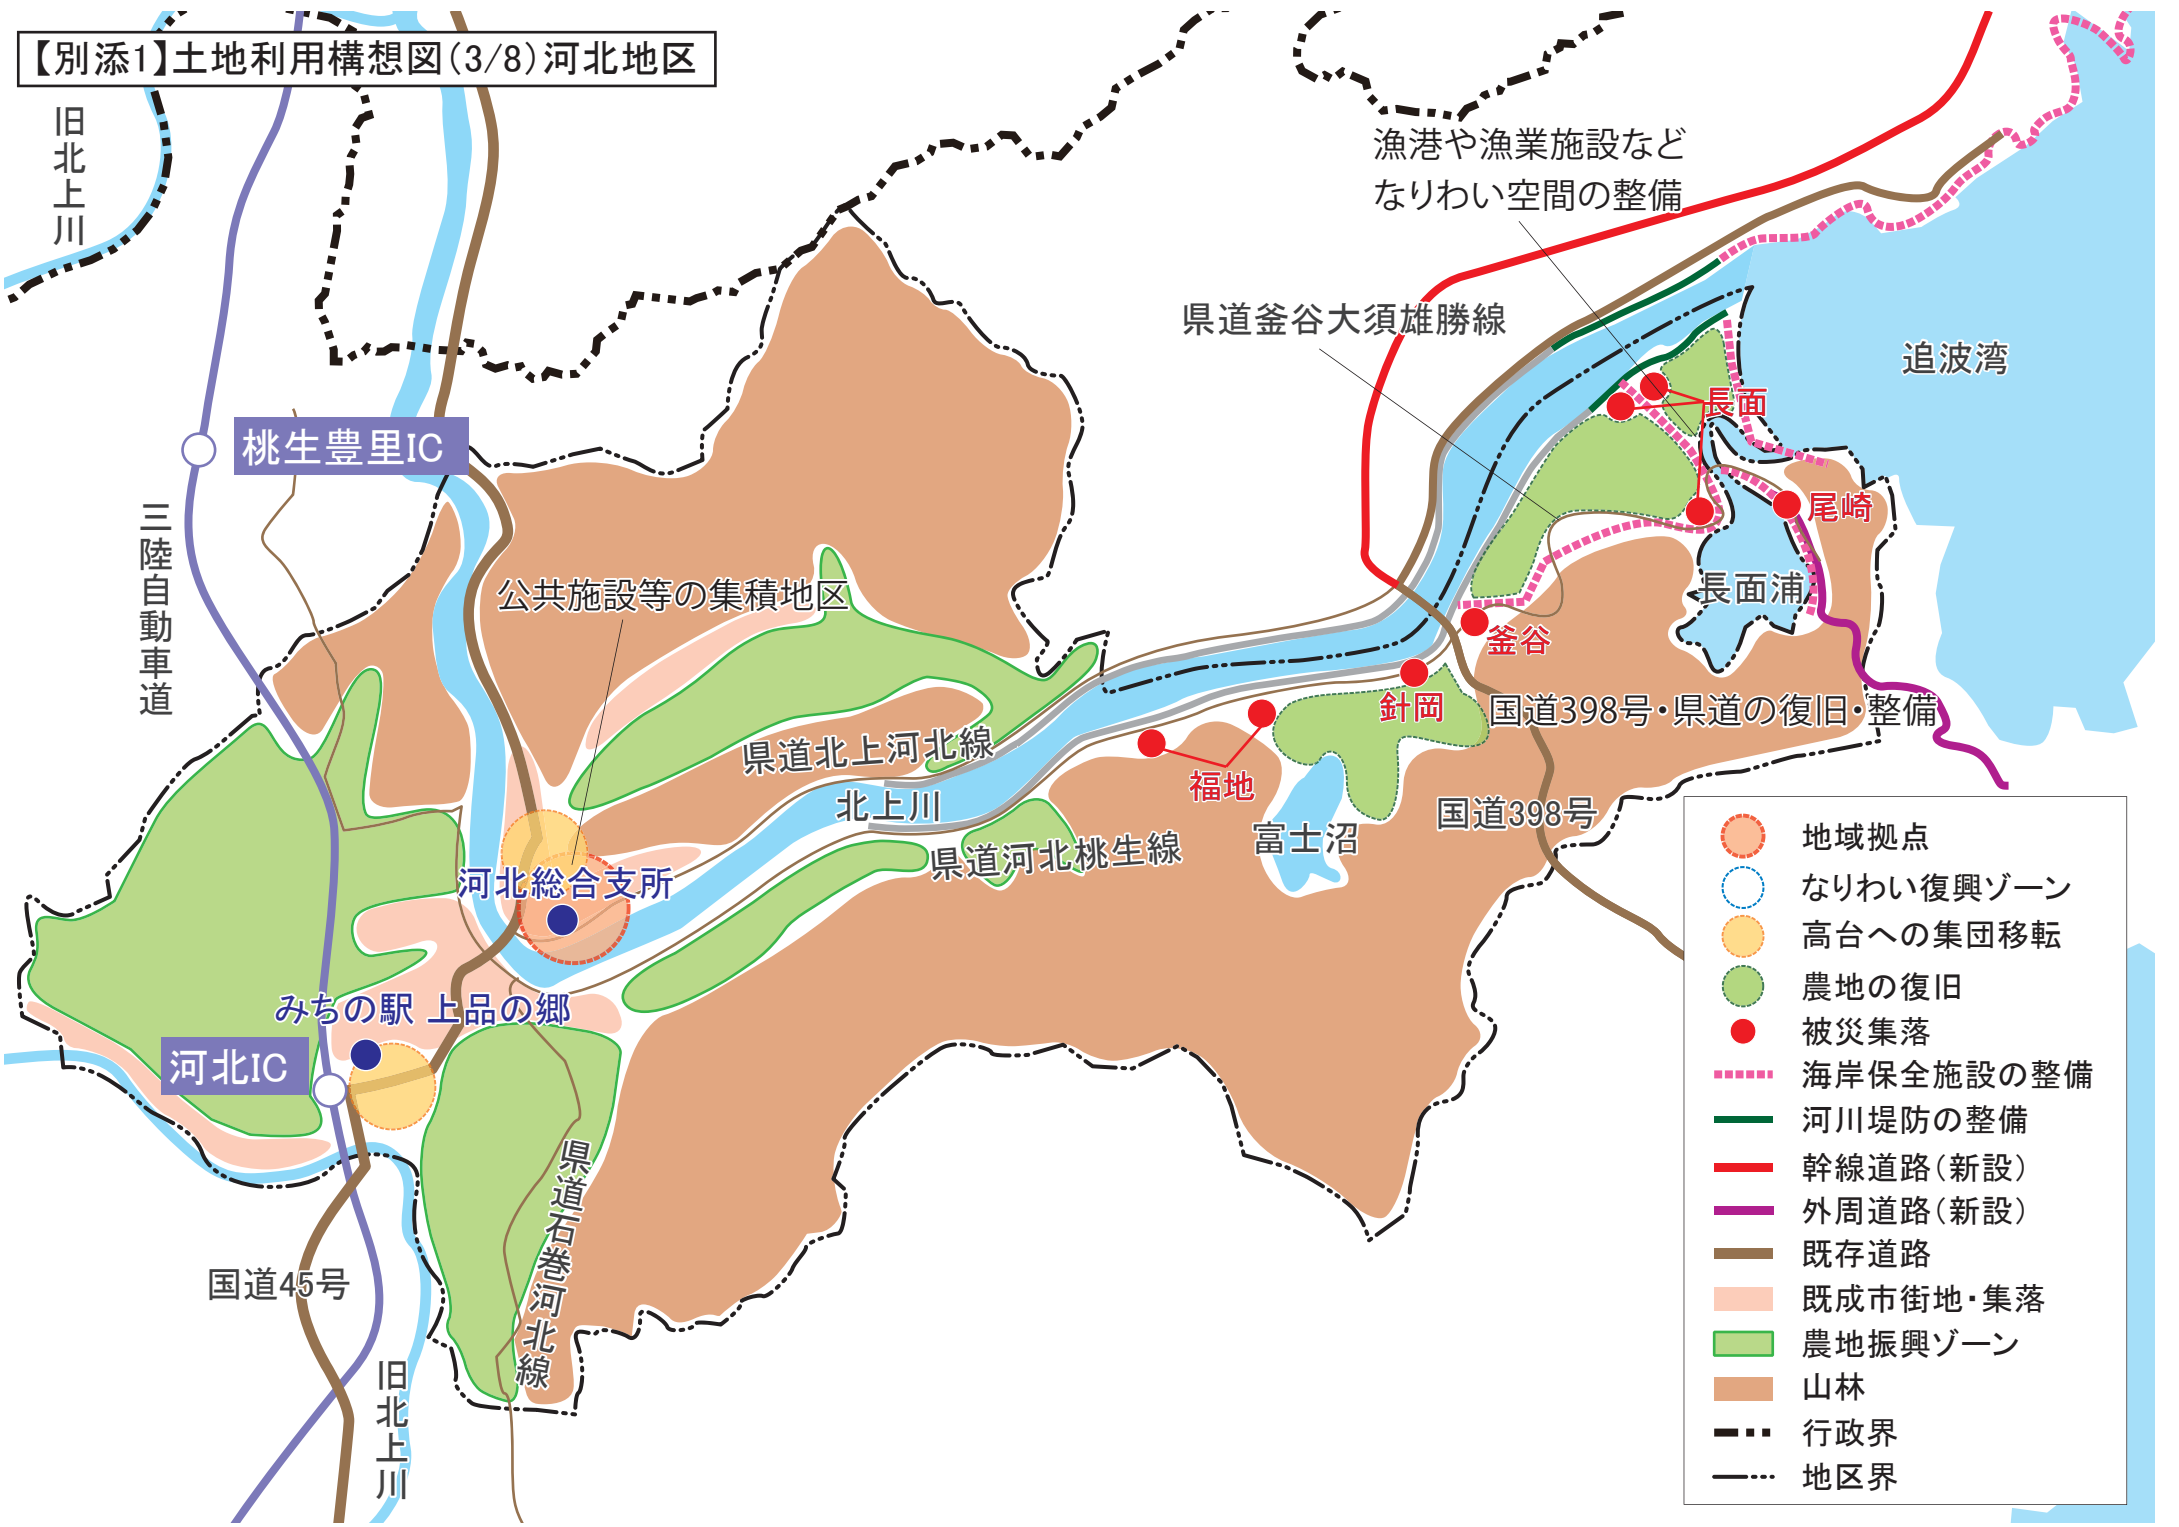 【別添1】土地利用構想図(3/8)河北地区
旧北上川
漁港や漁業施設など
なりわい空間の整備
県道釜谷大須雄勝線
追波湾
長面
桃生豊里IC
尾崎
三陸自動車道
公共施設等の集積地区
長面浦
釜谷
針岡
国道398号・県道の復旧・整備
県道北上河北線
福地
北上川
国道398号
富士沼
県道河北桃生線
河北総合支所
みちの駅 上品の郷
河北IC
県道石巻河北線
国道45号
旧北上川
地域拠点
なりわい復興ゾーン
高台への集団移転
農地の復旧
被災集落
海岸保全施設の整備
河川堤防の整備
幹線道路(新設)
外周道路(新設)
既存道路
既成市街地・集落
農地振興ゾーン
山林
行政界
地区界